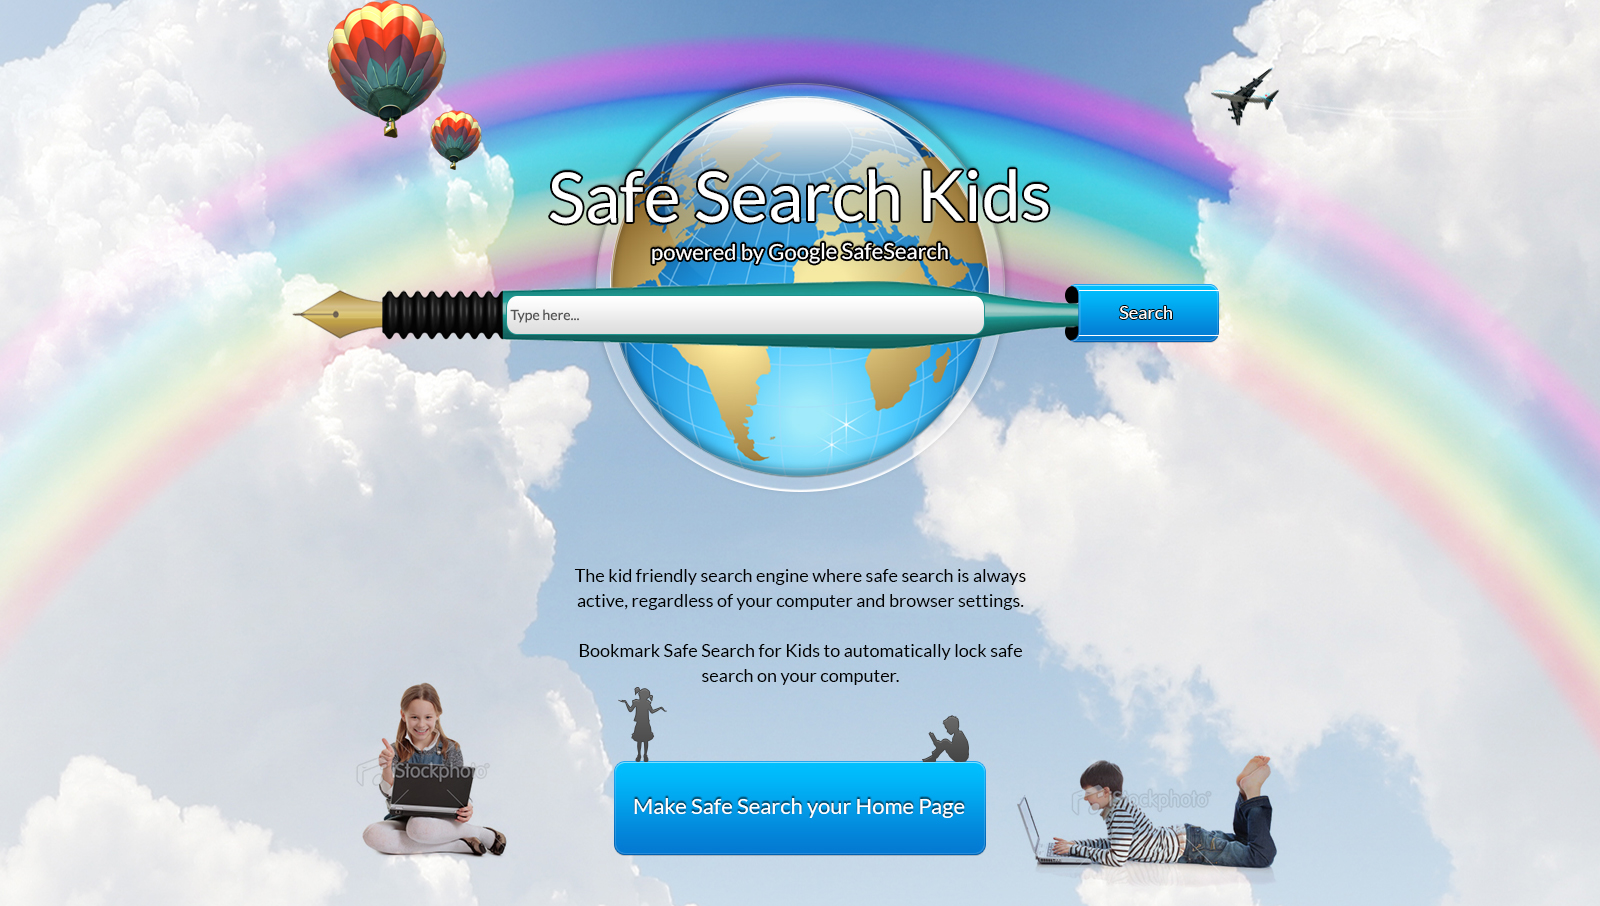 Safe Search Kids
powered by Google SafeSearch
Type here...
Search
The kid friendly search engine where safe search is always
active, regardless of your computer and browser settings.
Bookmark Safe Search for Kids to automatically lock safe
search on your computer.
iStockphoto
iStockphoto
Make Safe Search your Home Page